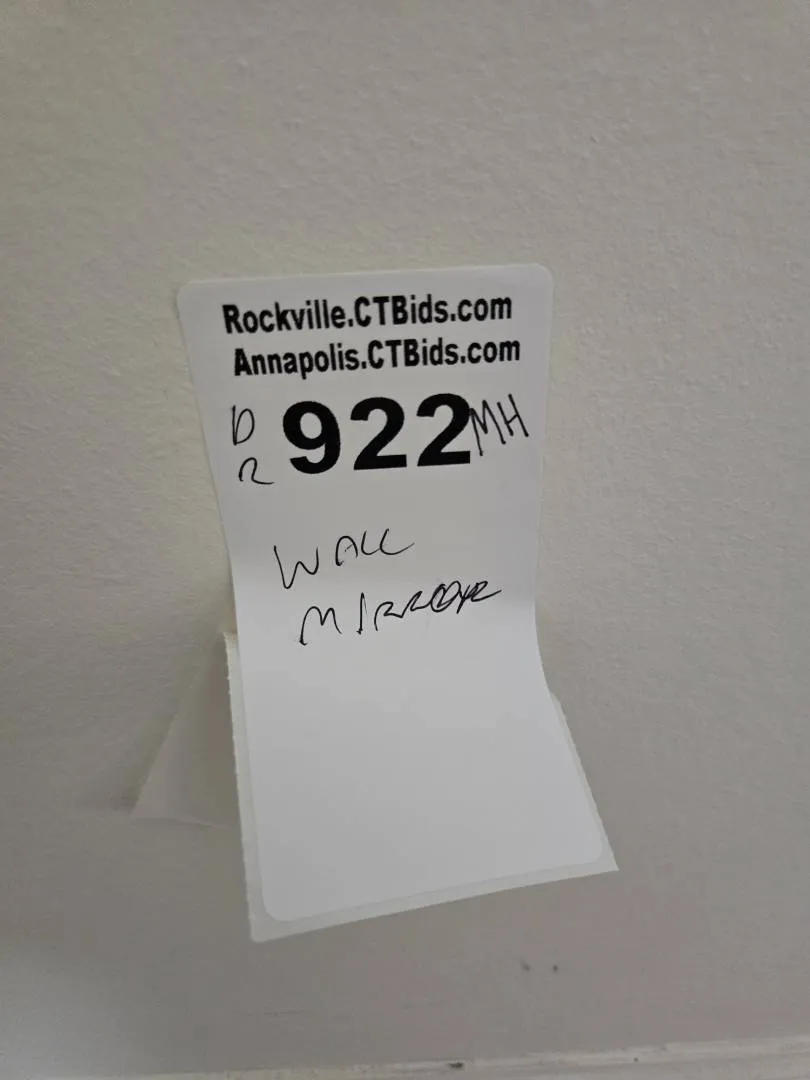 Rockville.CTBids.com
Annapolis.CTBids.com
D
R 922 MH
WALL
MIRROR